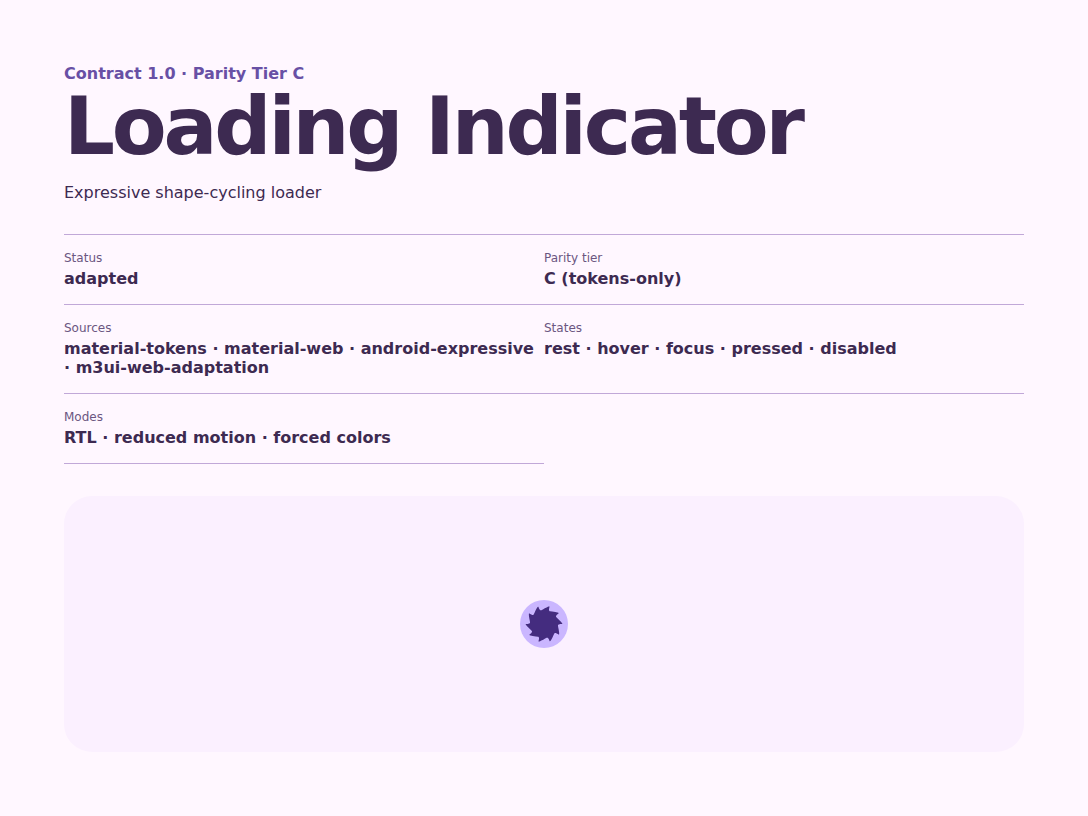 Contract 1.0 · Parity Tier C
Loading Indicator
Expressive shape-cycling loader
Status
adapted
Parity tier
C (tokens-only)
Sources
material-tokens · material-web · android-expressive
· m3ui-web-adaptation
States
rest · hover · focus · pressed · disabled
Modes
RTL · reduced motion · forced colors